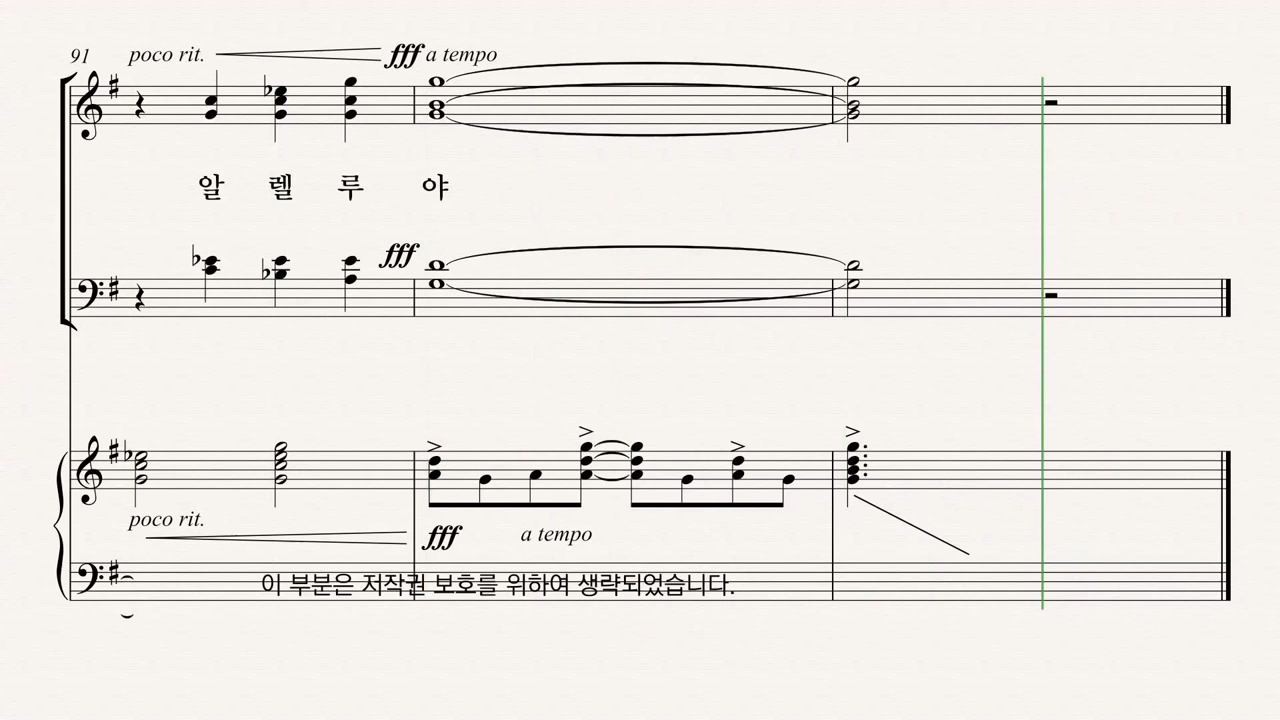 91 poco rit. fff a tempo
알 렐 루 야
fff
poco rit. fff a tempo
이 부분은 저작권 보호를 위하여 생략되었습니다.